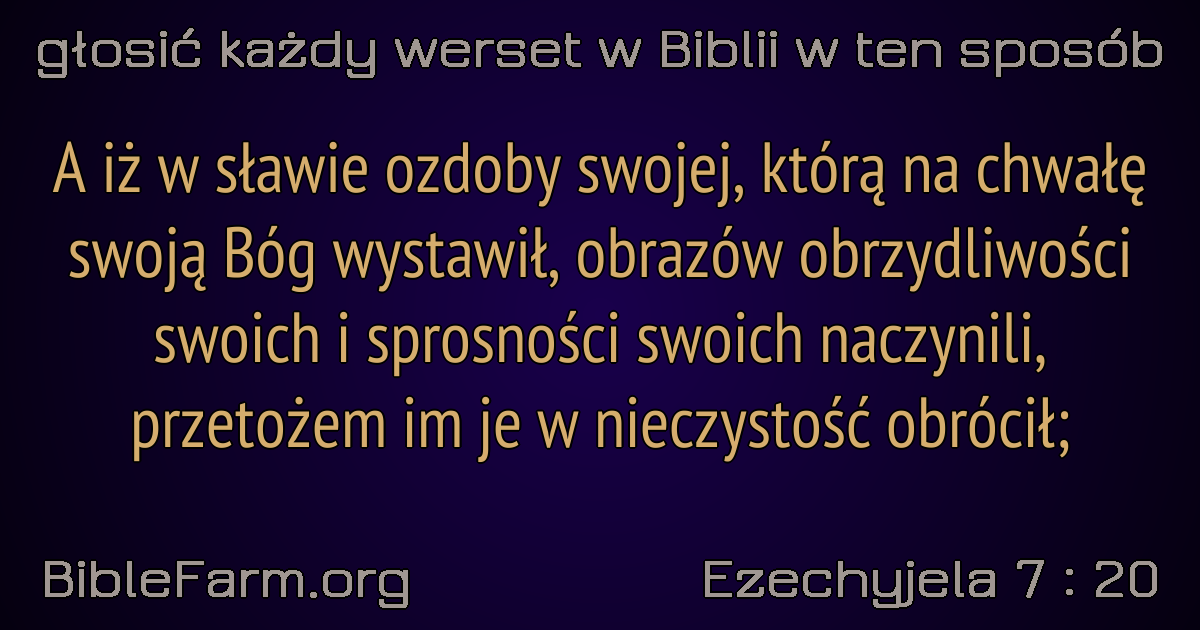 głosić każdy werset w Biblii w ten sposób
A iż w sławie ozdoby swojej, którą na chwałę
swoją Bóg wystawił, obrazów obrzydliwości
swoich i sprosności swoich naczynili,
przetożem im je w nieczystość obrócił;
BibleFarm.org
Ezechyjela 7 : 20